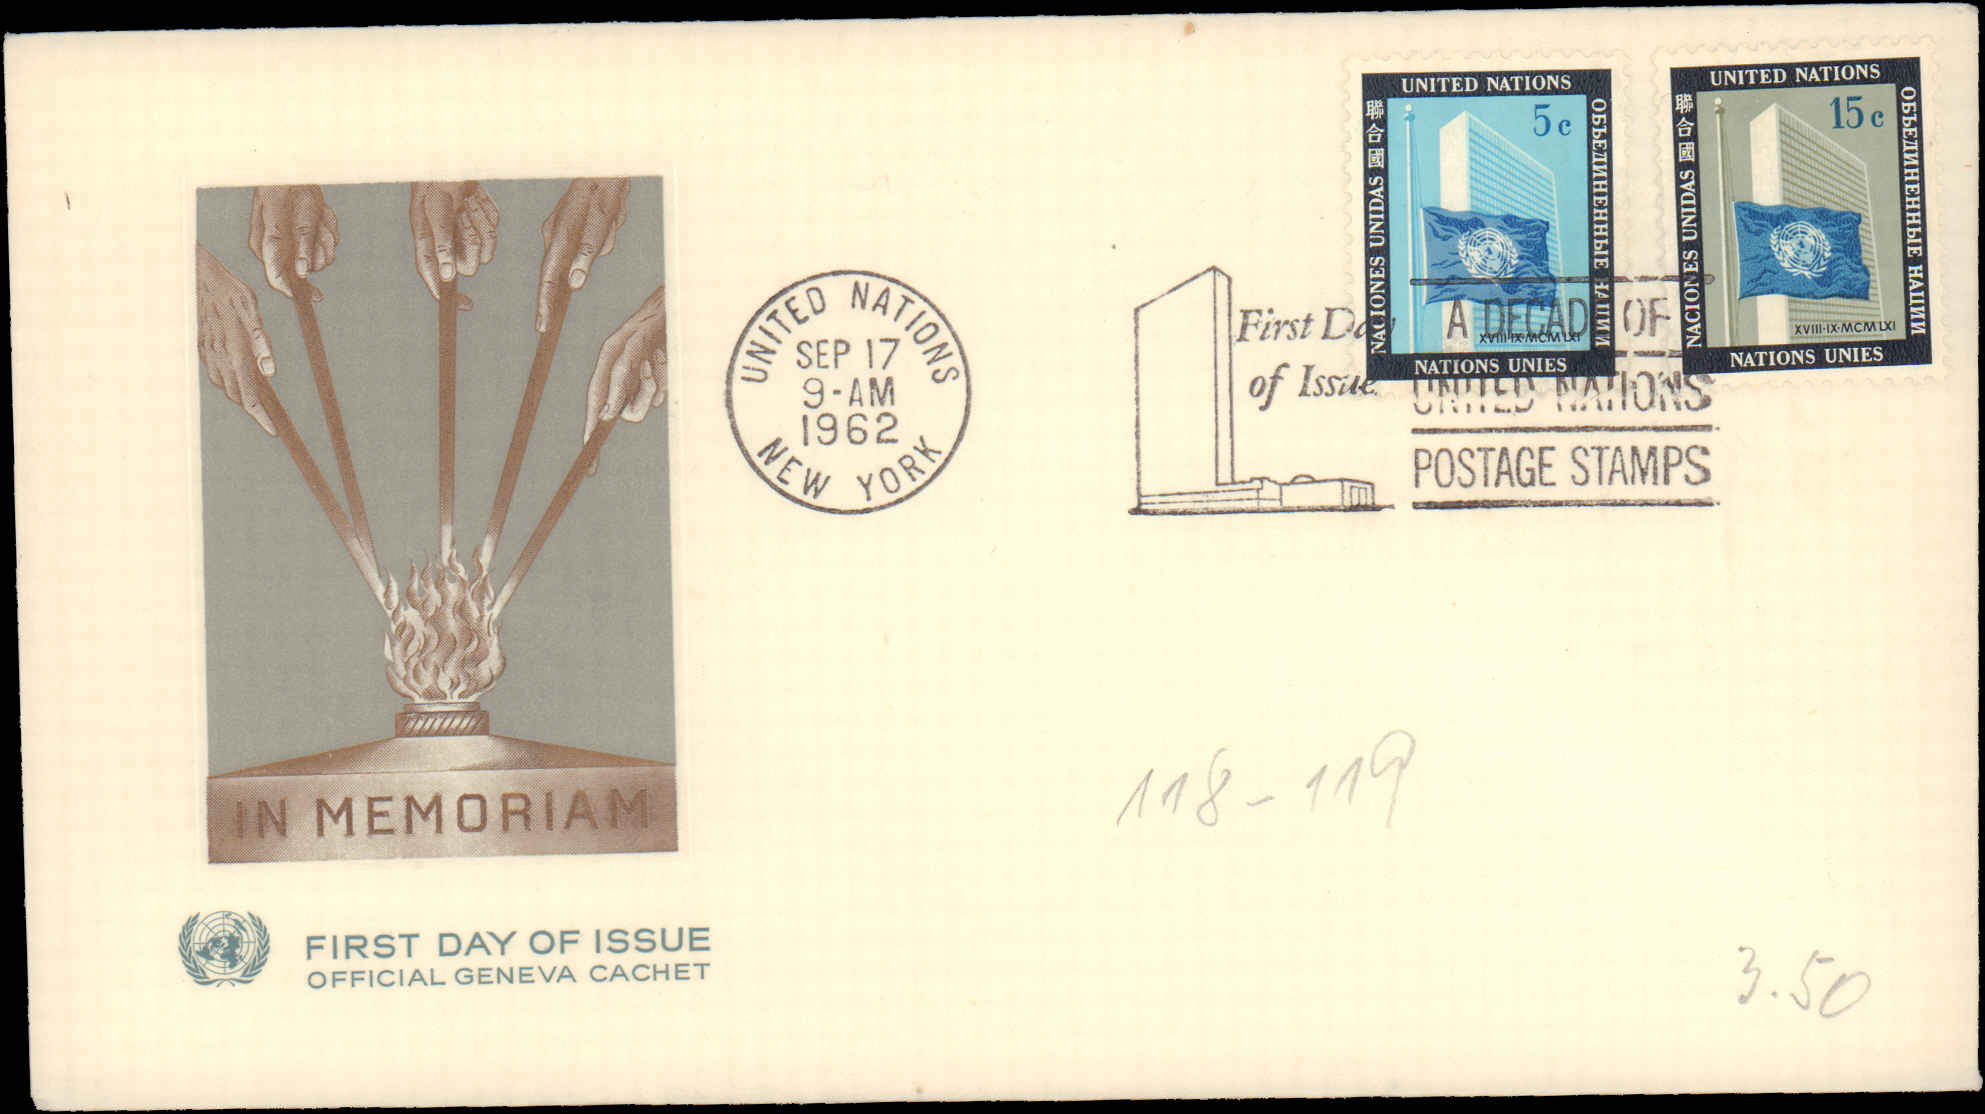 UNITED NATIONS
聯合國
5c
NACIONES UNIDAS
ОБЪЕДИНЕННЫЕ НАЦИИ
XVIII·IX·MCMLXI
NATIONS UNIES
UNITED NATIONS
聯合國
15c
NACIONES UNIDAS
ОБЪЕДИНЕННЫЕ НАЦИИ
XVIII·IX·MCMLXI
NATIONS UNIES
UNITED NATIONS
SEP 17
9-AM
1962
NEW YORK
First Day
of Issue
A DECADE OF
UNITED NATIONS
POSTAGE STAMPS
IN MEMORIAM
118-119
FIRST DAY OF ISSUE
OFFICIAL GENEVA CACHET
3.50